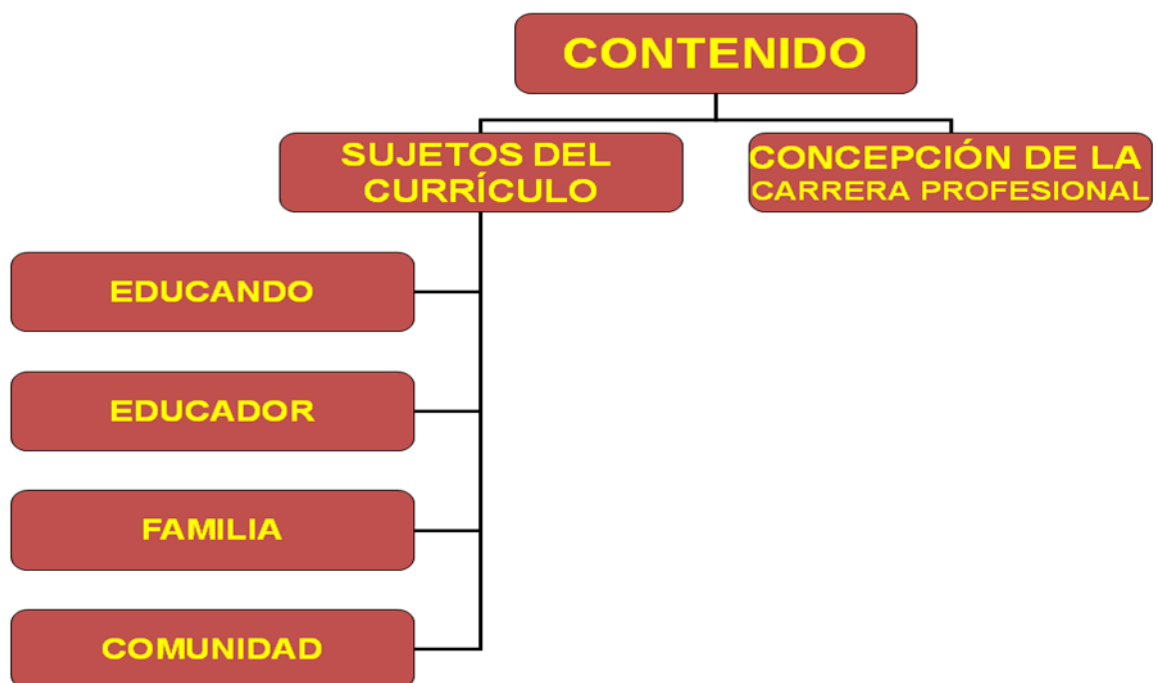 CONTENIDO
SUJETOS DEL
CURRÍCULO
CONCEPCIÓN DE LA
CARRERA PROFESIONAL
EDUCANDO
EDUCADOR
FAMILIA
COMUNIDAD